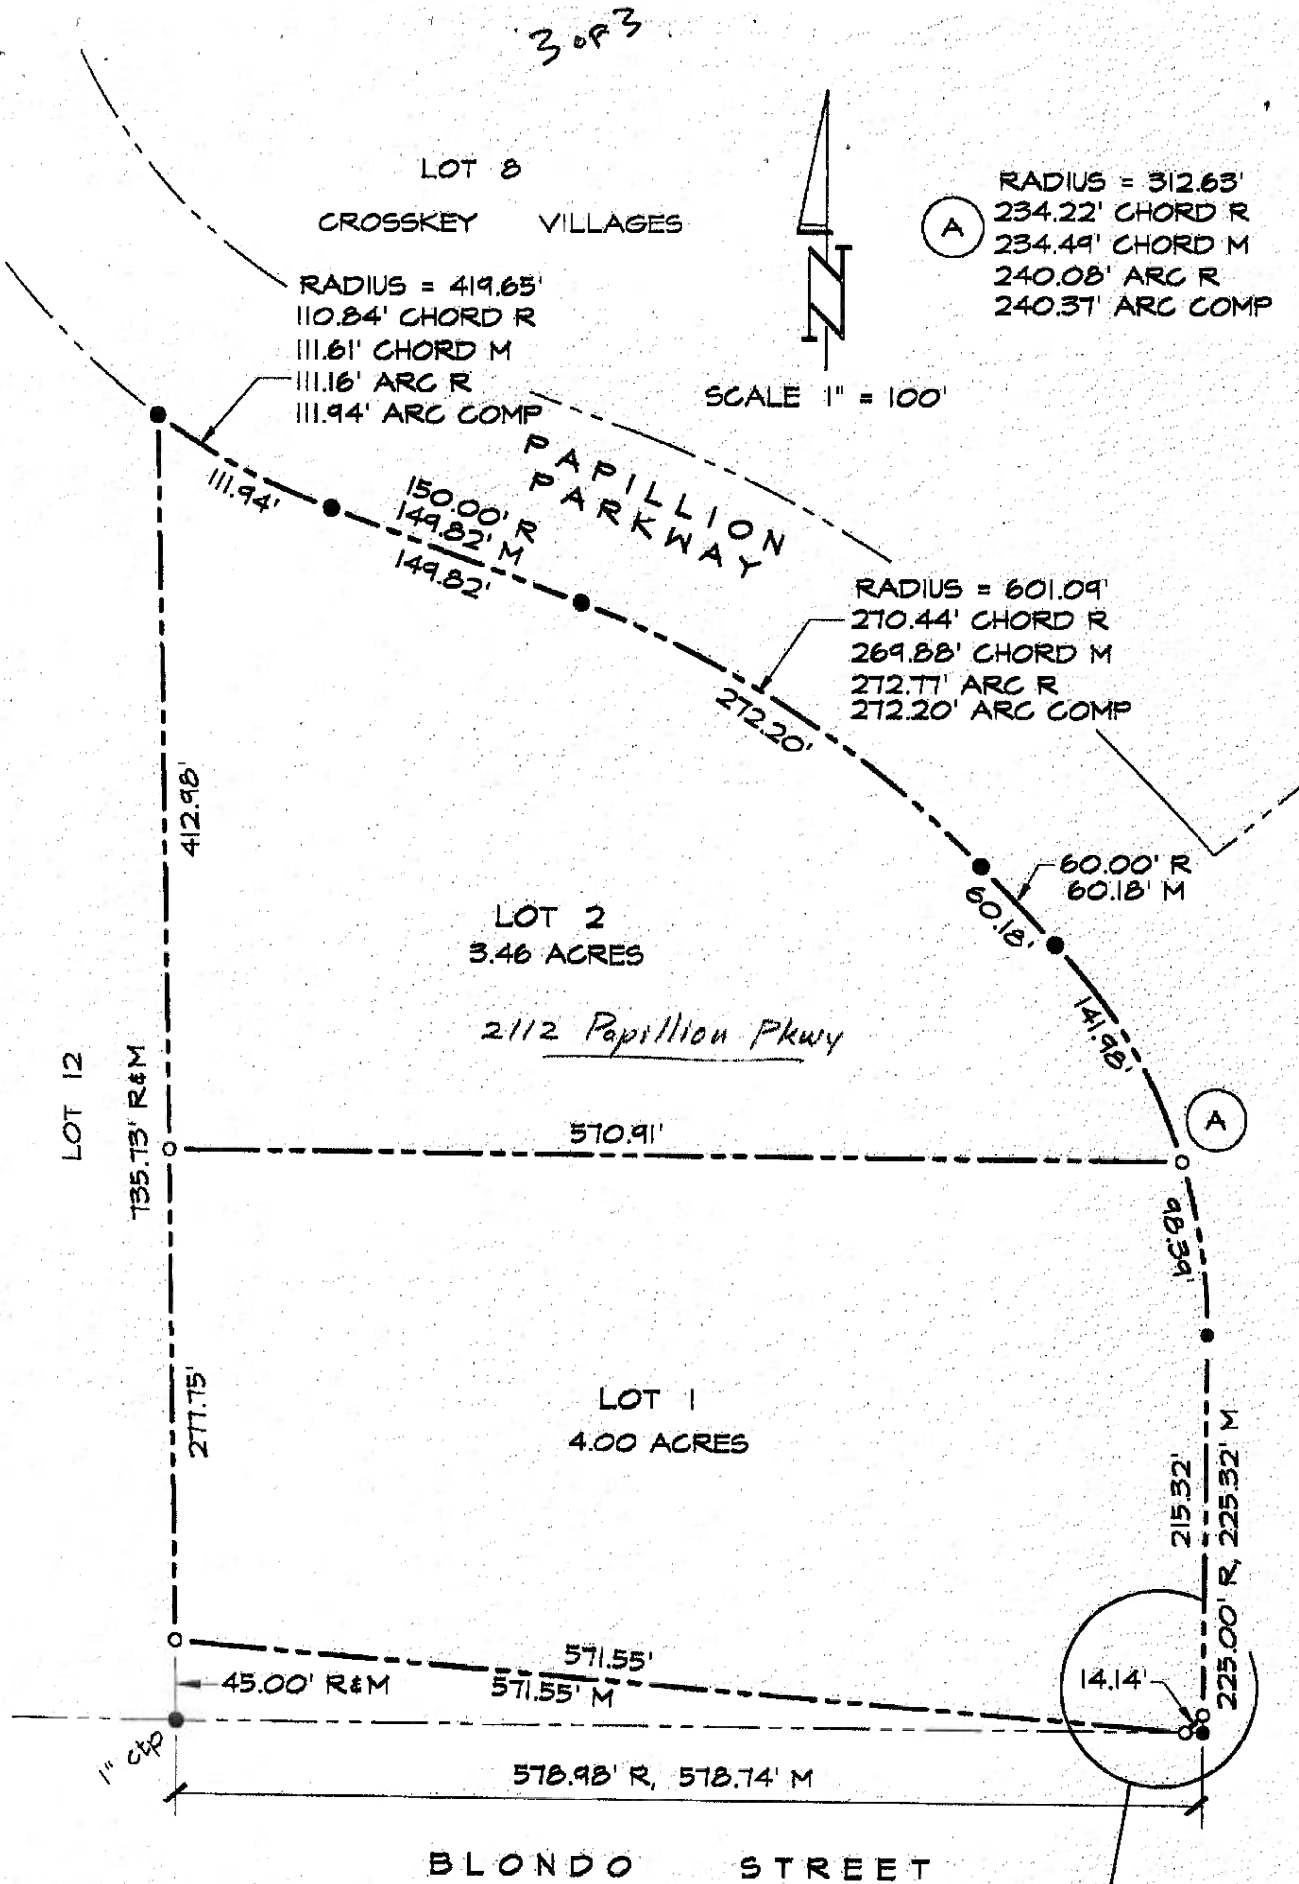 3 of 3
LOT 8
CROSSKEY VILLAGES
RADIUS = 312.63'
A
234.22' CHORD R
234.49' CHORD M
240.08' ARC R
240.37' ARC COMP
RADIUS = 419.65'
110.84' CHORD R
111.61' CHORD M
111.16' ARC R
111.94' ARC COMP
N
SCALE 1" = 100'
PAPILLION
PARKWAY
111.94'
150.00' R
149.82' M
149.82'
RADIUS = 601.09'
270.44' CHORD R
269.88' CHORD M
272.77' ARC R
272.20' ARC COMP
272.20'
412.98'
60.00' R
60.18' M
60.18'
LOT 2
3.46 ACRES
2112 Papillion Pkwy
141.98'
LOT 12
735.73' R&M
A
570.91'
98.39'
277.75'
LOT 1
4.00 ACRES
215.32'
225.00' R, 225.32' M
571.55'
571.55' M
45.00' R&M
14.14'
1" ctp
578.98' R, 578.74' M
BLONDO STREET